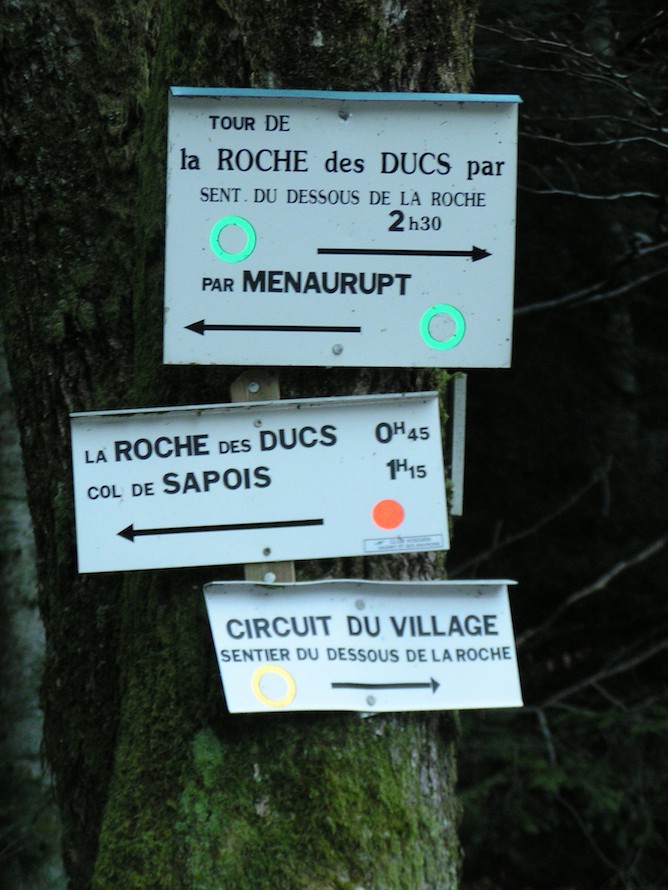 TOUR DE
la ROCHE des DUCS par
SENT. DU DESSOUS DE LA ROCHE
2h30
PAR MENAURUPT
LA ROCHE DES DUCS 0H45
COL DE SAPOIS 1H15
CIRCUIT DU VILLAGE
SENTIER DU DESSOUS DE LA ROCHE